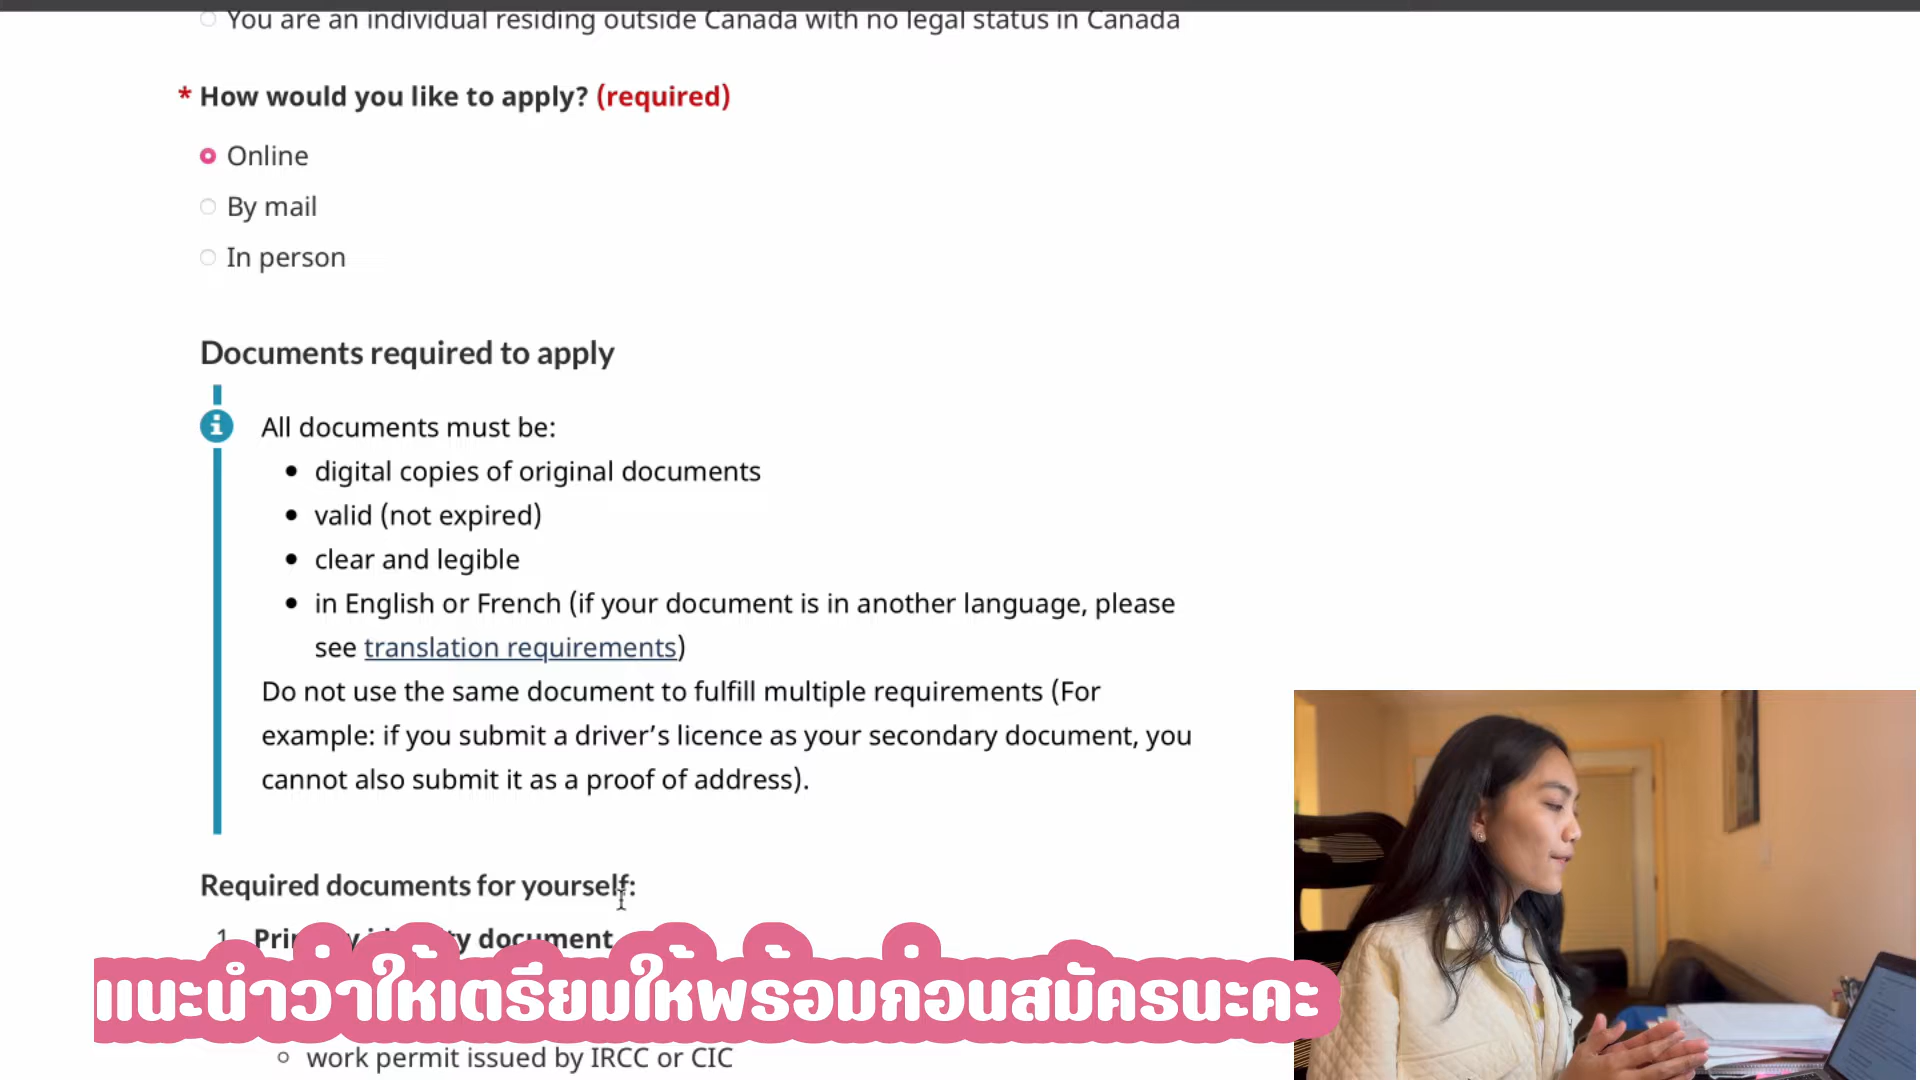 You are an individual residing outside Canada with no legal status in Canada
* How would you like to apply? (required)
Online
By mail
In person
Documents required to apply
All documents must be:
• digital copies of original documents
• valid (not expired)
• clear and legible
• in English or French (if your document is in another language, please
see translation requirements)
Do not use the same document to fulfill multiple requirements (For
example: if you submit a driver’s licence as your secondary document, you
cannot also submit it as a proof of address).
Required documents for yourself:
1. Primary identity document
แนะนำว่าให้เตรียมให้พร้อมก่อนสมัครนะคะ
work permit issued by IRCC or CIC